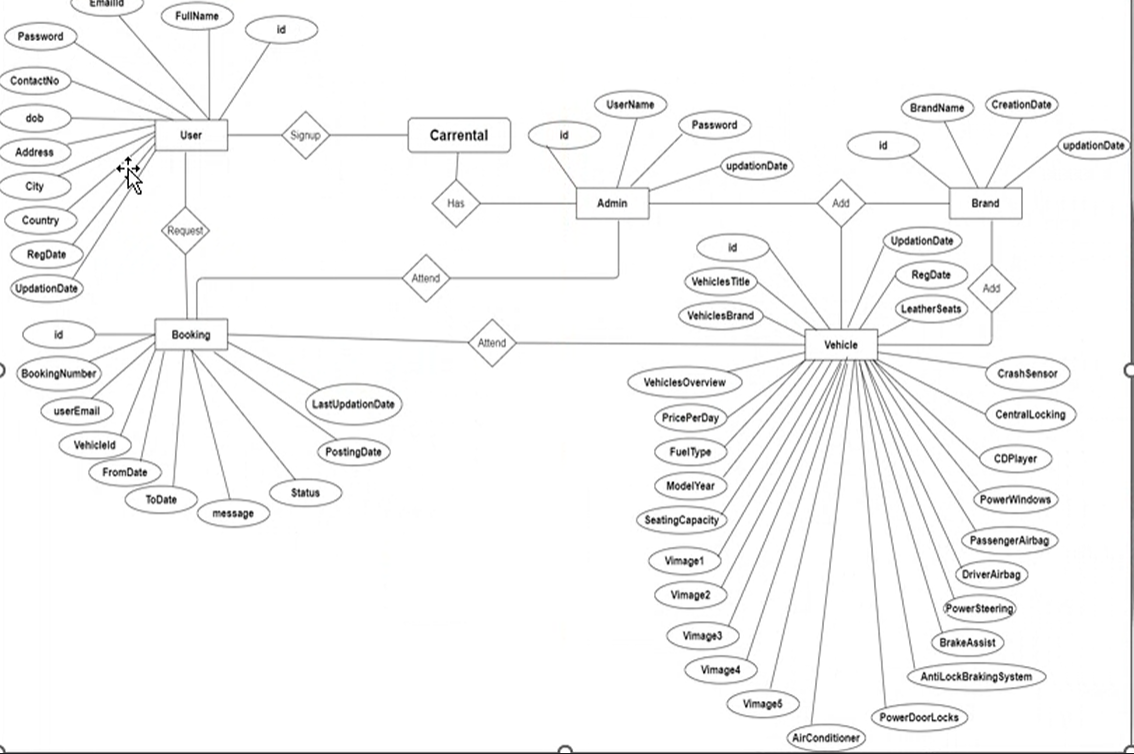 EmailId
FullName
id
Password
ContactNo
dob
Address
City
Country
RegDate
UpdationDate
User
Signup
Carrental
Has
Request
Attend
id
UserName
Password
updationDate
Admin
Add
BrandName
CreationDate
id
updationDate
Brand
Add
id
VehiclesTitle
VehiclesBrand
UpdationDate
RegDate
LeatherSeats
Booking
Attend
Vehicle
id
BookingNumber
userEmail
VehicleId
FromDate
ToDate
message
Status
PostingDate
LastUpdationDate
VehiclesOverview
PricePerDay
FuelType
ModelYear
SeatingCapacity
Vimage1
Vimage2
Vimage3
Vimage4
Vimage5
AirConditioner
PowerDoorLocks
AntiLockBrakingSystem
BrakeAssist
PowerSteering
DriverAirbag
PassengerAirbag
PowerWindows
CDPlayer
CentralLocking
CrashSensor